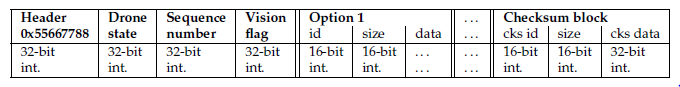 Header Drone Sequence Vision Option 1 ... Checksum block
0x55667788 state number flag id size data ... cks id size cks data
32-bit 32-bit 32-bit 32-bit 16-bit 16-bit ... ... 16-bit 16-bit 32-bit
int. int. int. int. int. int. ... ... int. int. int.